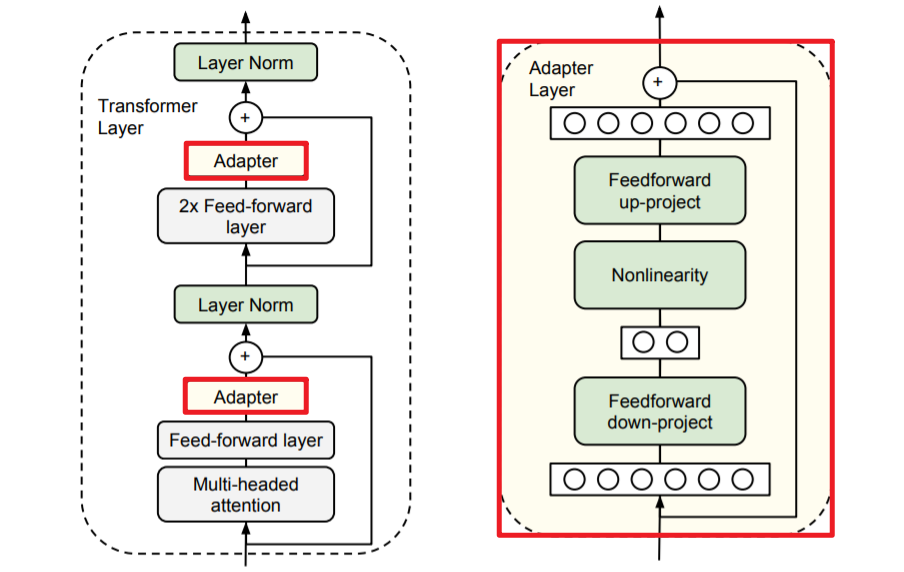 Layer Norm
Transformer
Layer
+
Adapter
2x Feed-forward
layer
Layer Norm
+
Adapter
Feed-forward layer
Multi-headed
attention
Adapter
Layer
+
Feedforward
up-project
Nonlinearity
Feedforward
down-project